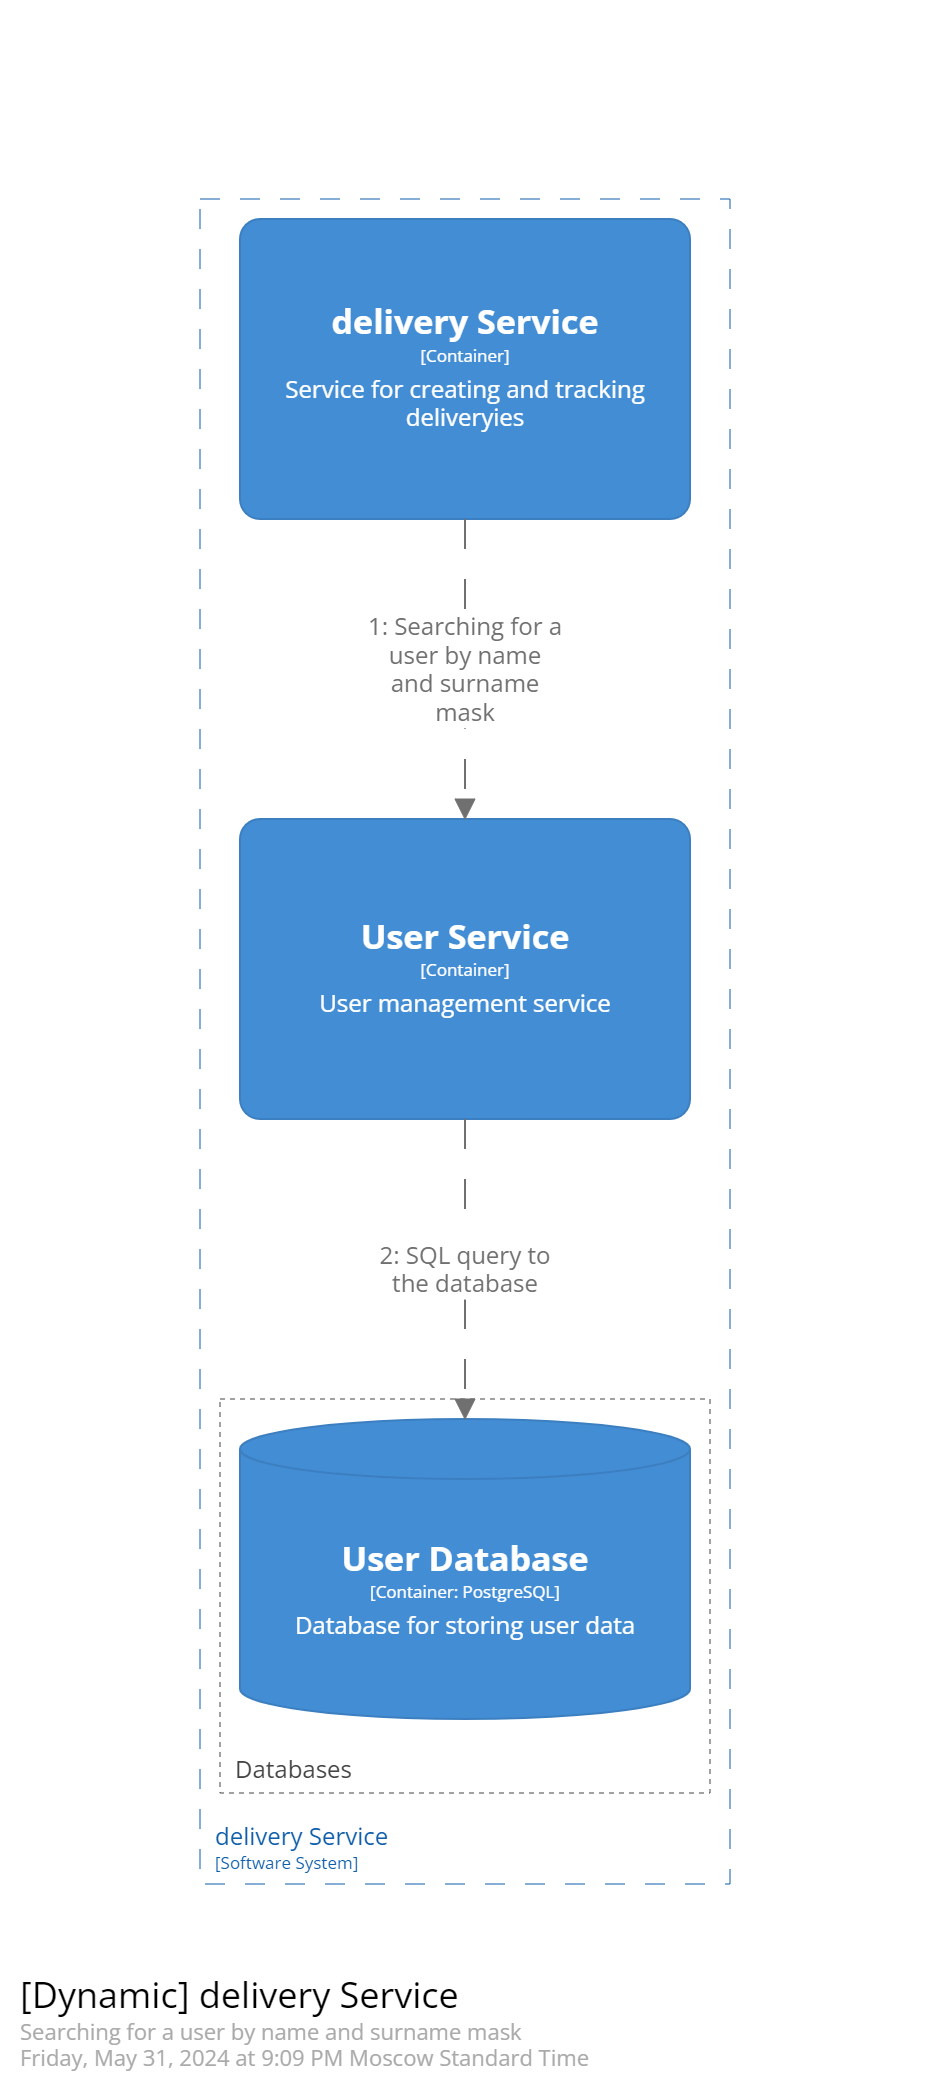 delivery Service
[Container]
Service for creating and tracking
deliveryies
1: Searching for a
user by name
and surname
mask
User Service
[Container]
User management service
2: SQL query to
the database
User Database
[Container: PostgreSQL]
Database for storing user data
Databases
delivery Service
[Software System]
[Dynamic] delivery Service
Searching for a user by name and surname mask
Friday, May 31, 2024 at 9:09 PM Moscow Standard Time